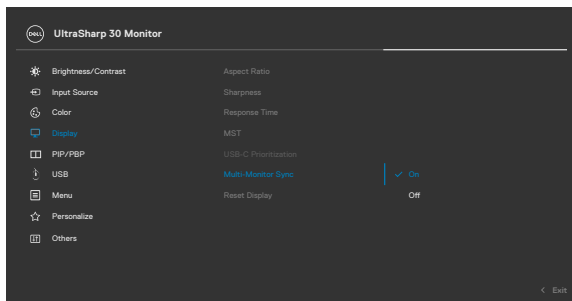 DELL UltraSharp 30 Monitor
Brightness/Contrast Aspect Ratio
Input Source Sharpness
Color Response Time
Display MST
PIP/PBP USB-C Prioritization
USB Multi-Monitor Sync On
Menu Reset Display Off
Personalize
Others
Exit